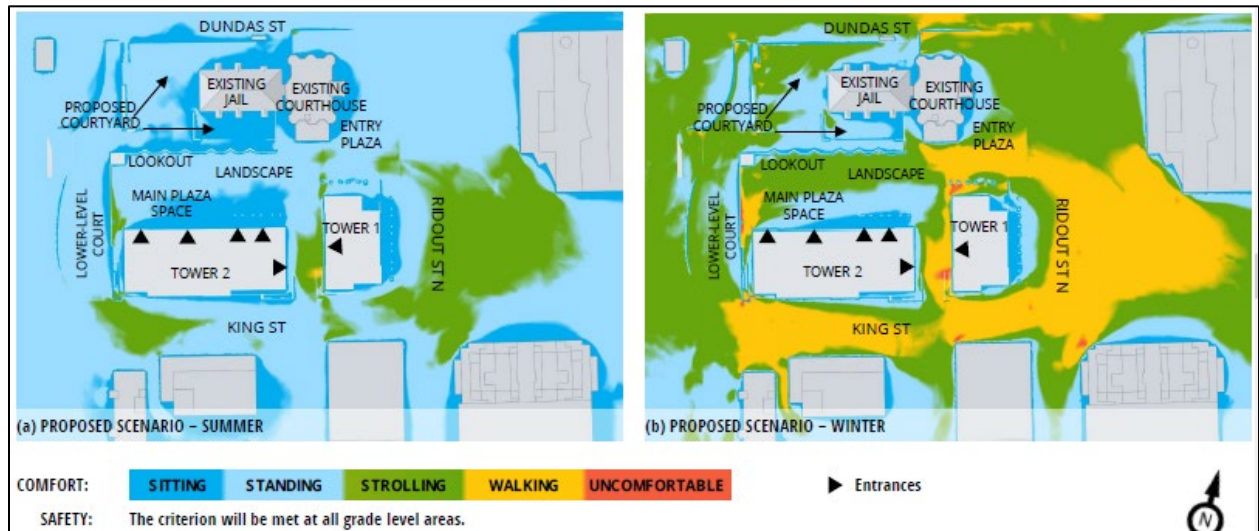 DUNDAS ST
EXISTING
JAIL
EXISTING
COURTHOUSE
PROPOSED
COURTYARD
ENTRY
PLAZA
LOOKOUT
LANDSCAPE
MAIN PLAZA
SPACE
LOWER-LEVEL
COURT
TOWER 1
TOWER 2
RIDOUT ST N
KING ST
(a) PROPOSED SCENARIO – SUMMER
DUNDAS ST
EXISTING
JAIL
EXISTING
COURTHOUSE
PROPOSED
COURTYARD
ENTRY
PLAZA
LOOKOUT
LANDSCAPE
MAIN PLAZA
SPACE
LOWER-LEVEL
COURT
TOWER 1
TOWER 2
RIDOUT ST N
KING ST
(b) PROPOSED SCENARIO – WINTER
COMFORT: SITTING STANDING STROLLING WALKING UNCOMFORTABLE Entrances
SAFETY: The criterion will be met at all grade level areas.
N